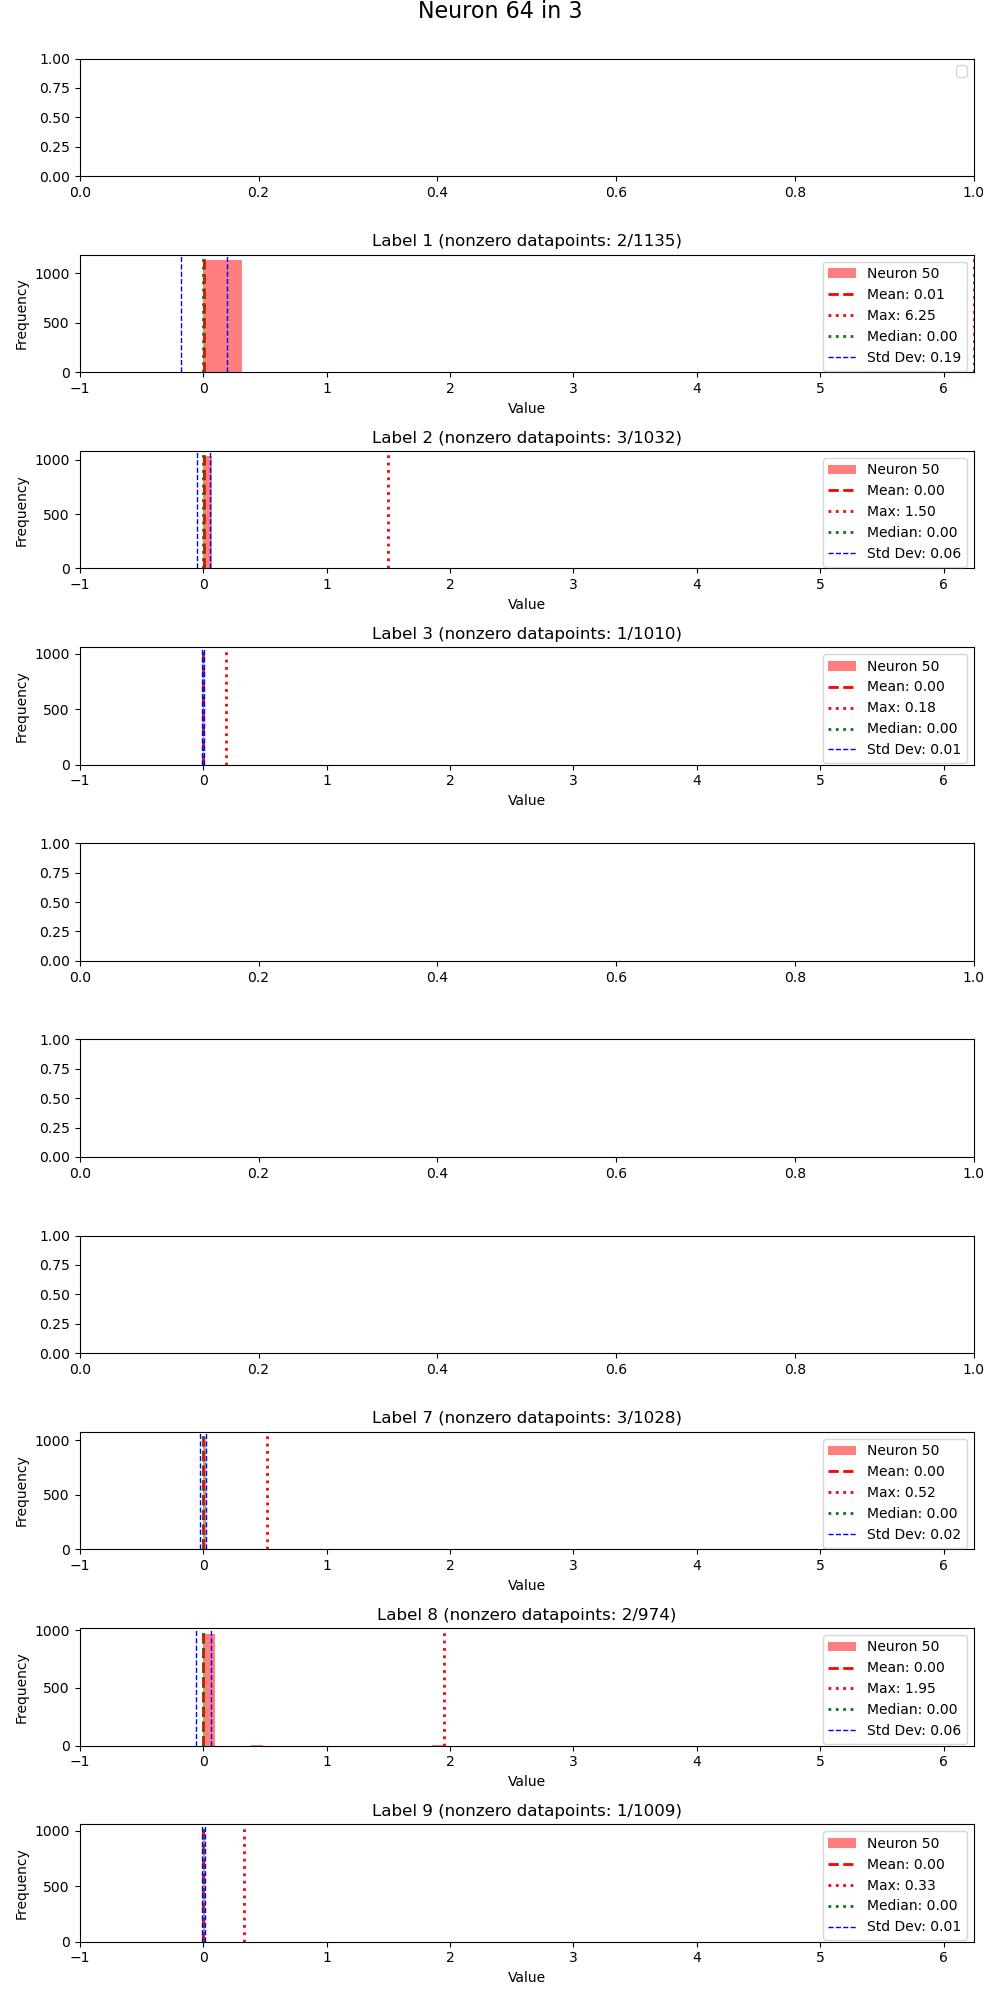 Neuron 64 in 3
1.00
0.75
0.50
0.25
0.00
0.0 0.2 0.4 0.6 0.8 1.0
Label 1 (nonzero datapoints: 2/1135)
Frequency
1000
500
0
Neuron 50
Mean: 0.01
Max: 6.25
Median: 0.00
Std Dev: 0.19
−1 0 1 2 3 4 5 6
Value
Label 2 (nonzero datapoints: 3/1032)
Frequency
1000
500
0
Neuron 50
Mean: 0.00
Max: 1.50
Median: 0.00
Std Dev: 0.06
−1 0 1 2 3 4 5 6
Value
Label 3 (nonzero datapoints: 1/1010)
Frequency
1000
500
0
Neuron 50
Mean: 0.00
Max: 0.18
Median: 0.00
Std Dev: 0.01
−1 0 1 2 3 4 5 6
Value
1.00
0.75
0.50
0.25
0.00
0.0 0.2 0.4 0.6 0.8 1.0
1.00
0.75
0.50
0.25
0.00
0.0 0.2 0.4 0.6 0.8 1.0
1.00
0.75
0.50
0.25
0.00
0.0 0.2 0.4 0.6 0.8 1.0
Label 7 (nonzero datapoints: 3/1028)
Frequency
1000
500
0
Neuron 50
Mean: 0.00
Max: 0.52
Median: 0.00
Std Dev: 0.02
−1 0 1 2 3 4 5 6
Value
Label 8 (nonzero datapoints: 2/974)
Frequency
1000
500
0
Neuron 50
Mean: 0.00
Max: 1.95
Median: 0.00
Std Dev: 0.06
−1 0 1 2 3 4 5 6
Value
Label 9 (nonzero datapoints: 1/1009)
Frequency
1000
500
0
Neuron 50
Mean: 0.00
Max: 0.33
Median: 0.00
Std Dev: 0.01
−1 0 1 2 3 4 5 6
Value